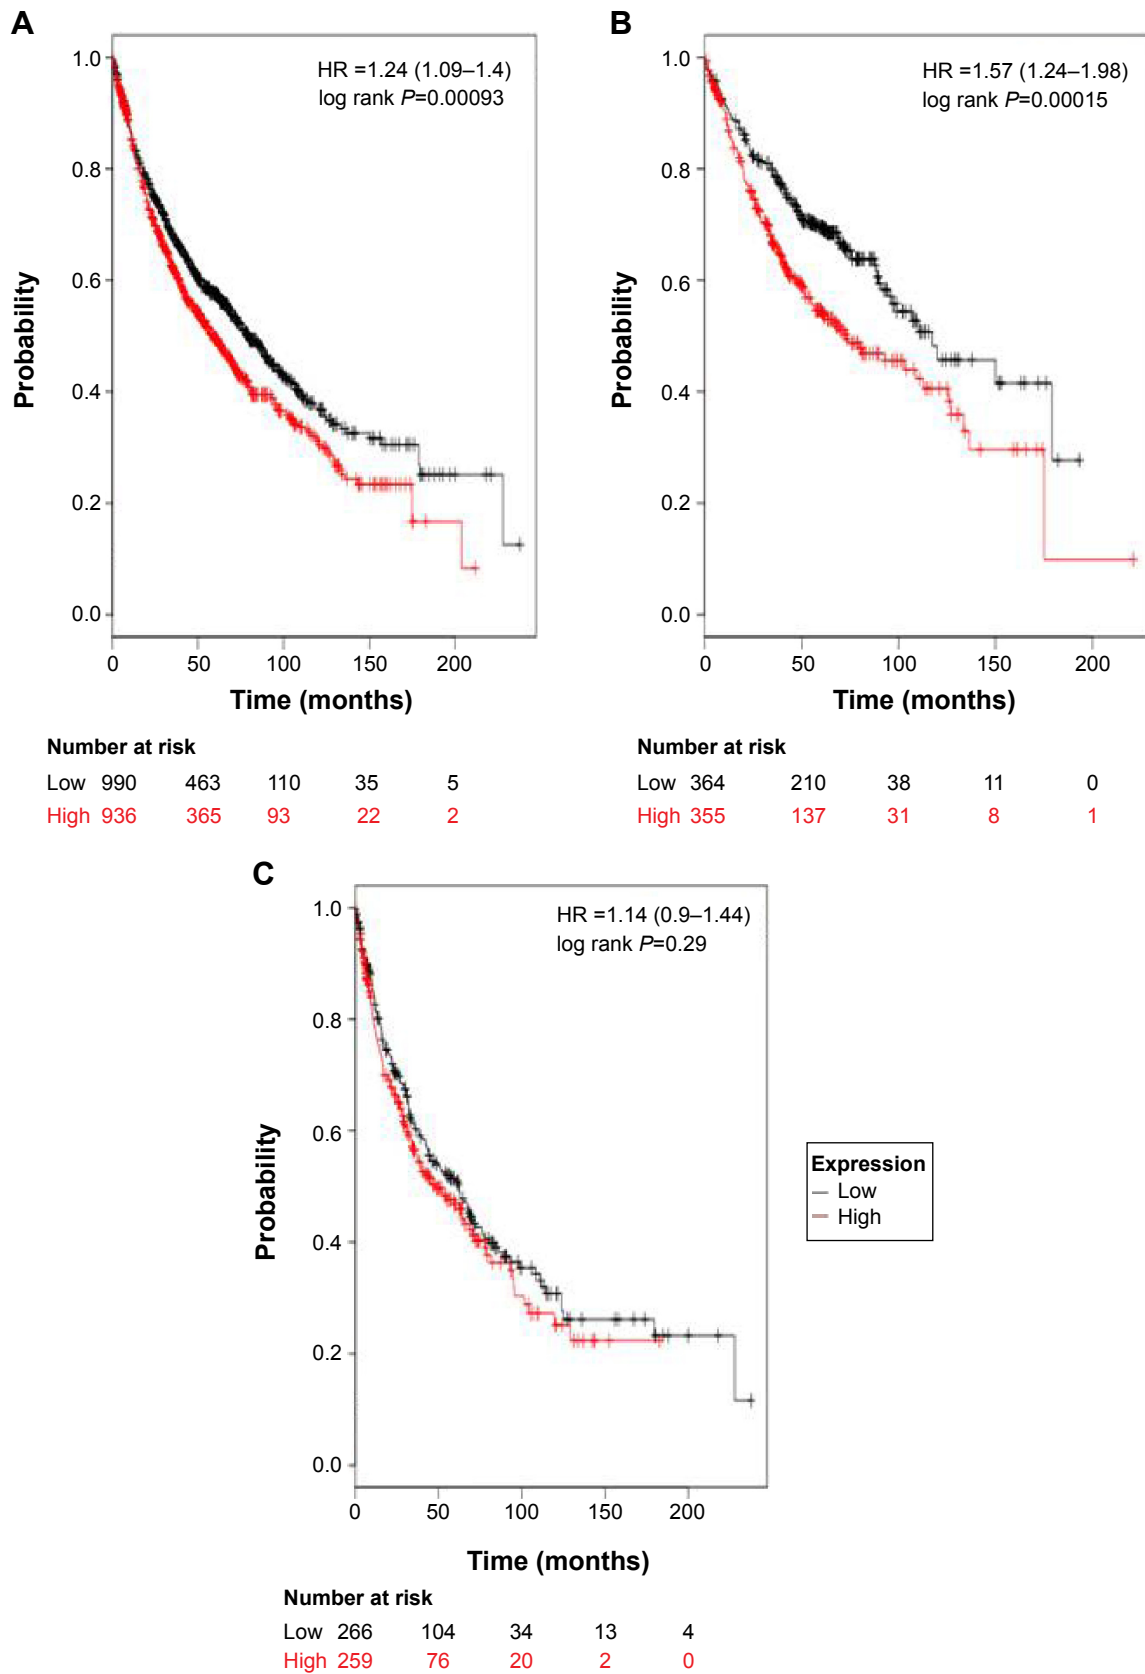 A
HR =1.24 (1.09–1.4)
log rank P=0.00093
1.0
0.8
0.6
0.4
0.2
0.0
Probability
0 50 100 150 200
Time (months)
Number at risk
Low 990 463 110 35 5
High 936 365 93 22 2
B
HR =1.57 (1.24–1.98)
log rank P=0.00015
1.0
0.8
0.6
0.4
0.2
0.0
Probability
0 50 100 150 200
Time (months)
Number at risk
Low 364 210 38 11 0
High 355 137 31 8 1
C
HR =1.14 (0.9–1.44)
log rank P=0.29
1.0
0.8
0.6
0.4
0.2
0.0
Probability
0 50 100 150 200
Time (months)
Number at risk
Low 266 104 34 13 4
High 259 76 20 2 0
Expression
Low
High